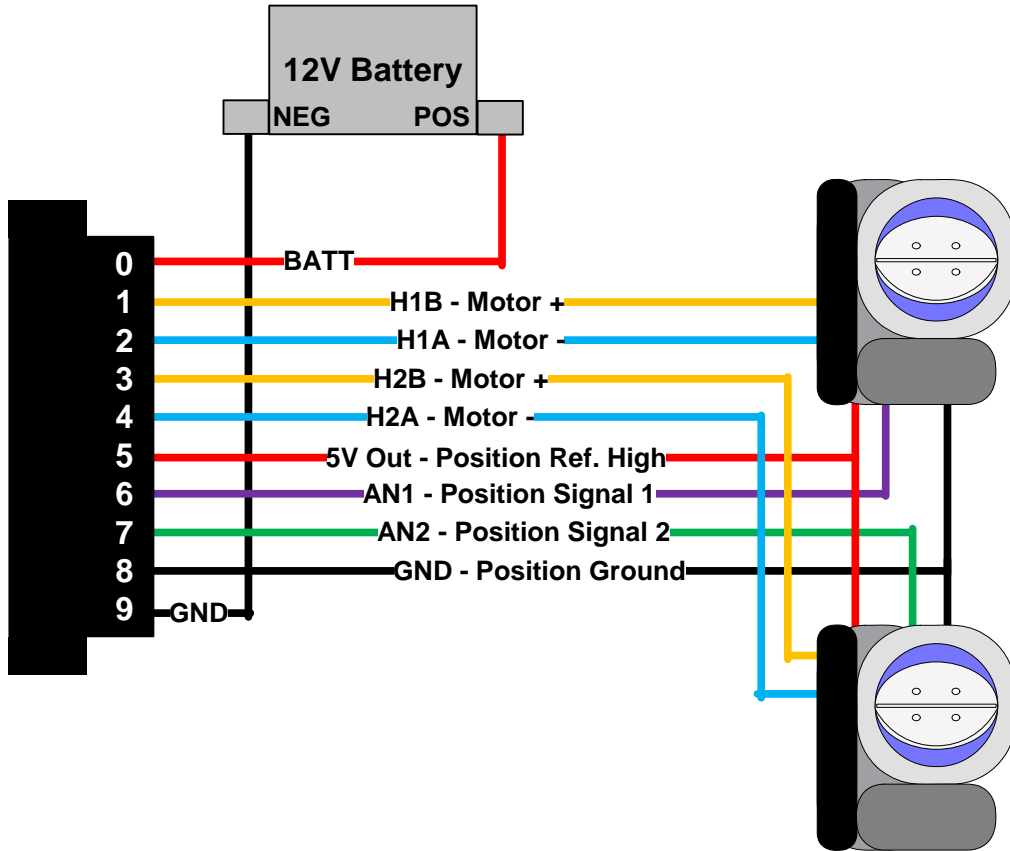 12V Battery
NEG POS
0 BATT
1 H1B - Motor +
2 H1A - Motor -
3 H2B - Motor +
4 H2A - Motor -
5 5V Out - Position Ref. High
6 AN1 - Position Signal 1
7 AN2 - Position Signal 2
8 GND - Position Ground
9 GND